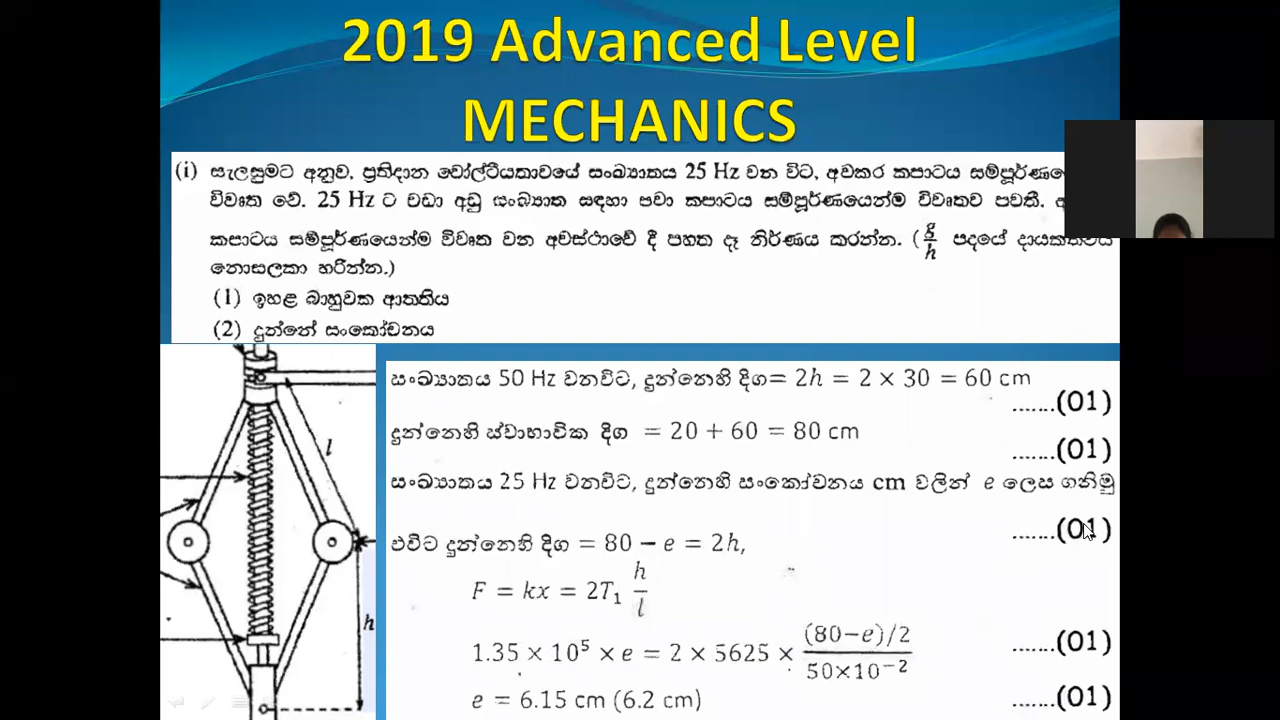 2019 Advanced Level
MECHANICS
(i) සැලසුමට අනුව, ප්‍රතිදාන වෝල්ටීයතාවයේ සංඛ්‍යාතය 25 Hz වන විට, අවකර කපාටය
විවෘත වේ. 25 Hz ට වඩා අඩු සංඛ්‍යාත සඳහා පවා කපාටය සම්පූර්ණයෙන්ම විවෘතව පවතී.
කපාටය සම්පූර්ණයෙන්ම විවෘත වන අවස්ථාවේ දී පහත දෑ නිර්ණය කරන්න. (g/h පදයේ
නොසලකා හරින්න.)
(1) ඉහළ බාහුවක ආතතිය
(2) දුන්නේ සංකෝචනය
l
h
සංඛ්‍යාතය 50 Hz වනවිට, දුන්නෙහි දිග= 2h = 2 × 30 = 60 cm
.......(01)
දුන්නෙහි ස්වාභාවික දිග = 20 + 60 = 80 cm
.......(01)
සංඛ්‍යාතය 25 Hz වනවිට, දුන්නෙහි සංකෝචනය cm වලින් e ලෙස ගනිමු
.......(01)
එවිට දුන්නෙහි දිග = 80 − e = 2h,
F = kx = 2T₁ h/l
1.35 × 10⁵ × e = 2 × 5625 × (80−e)/2 / 50×10⁻²
.......(01)
e = 6.15 cm (6.2 cm)
.......(01)